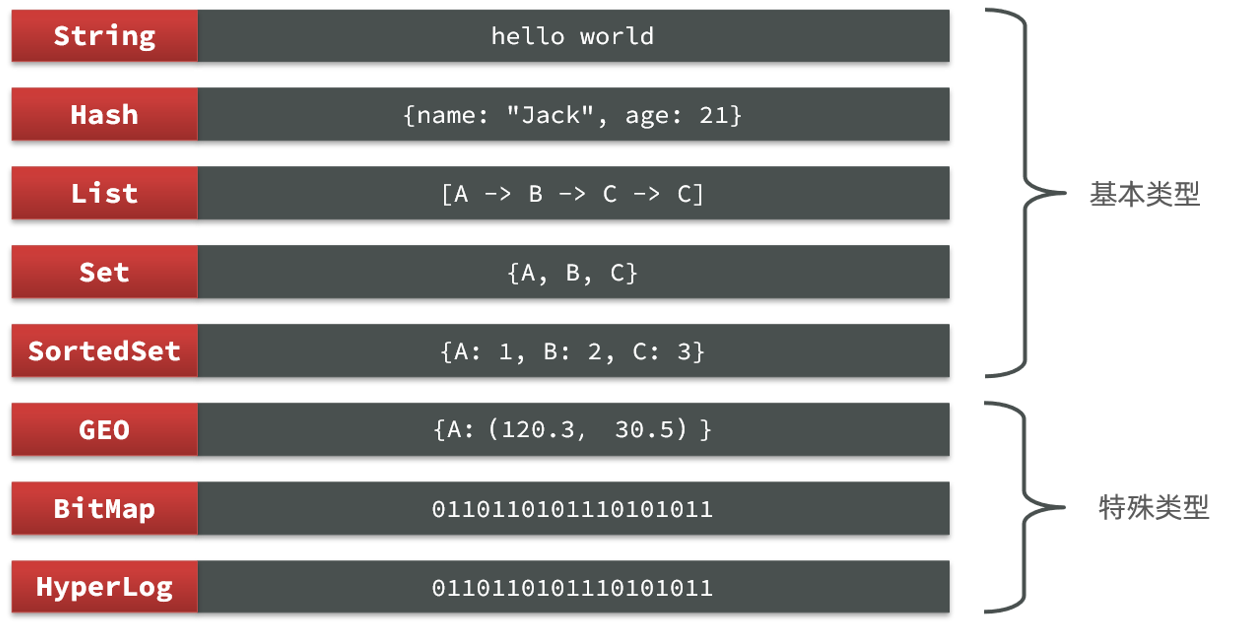 String hello world
Hash {name: "Jack", age: 21}
List [A -> B -> C -> C]
基本类型
Set {A, B, C}
SortedSet {A: 1, B: 2, C: 3}
GEO {A:(120.3, 30.5) }
BitMap 0110110101110101011
特殊类型
HyperLog 0110110101110101011